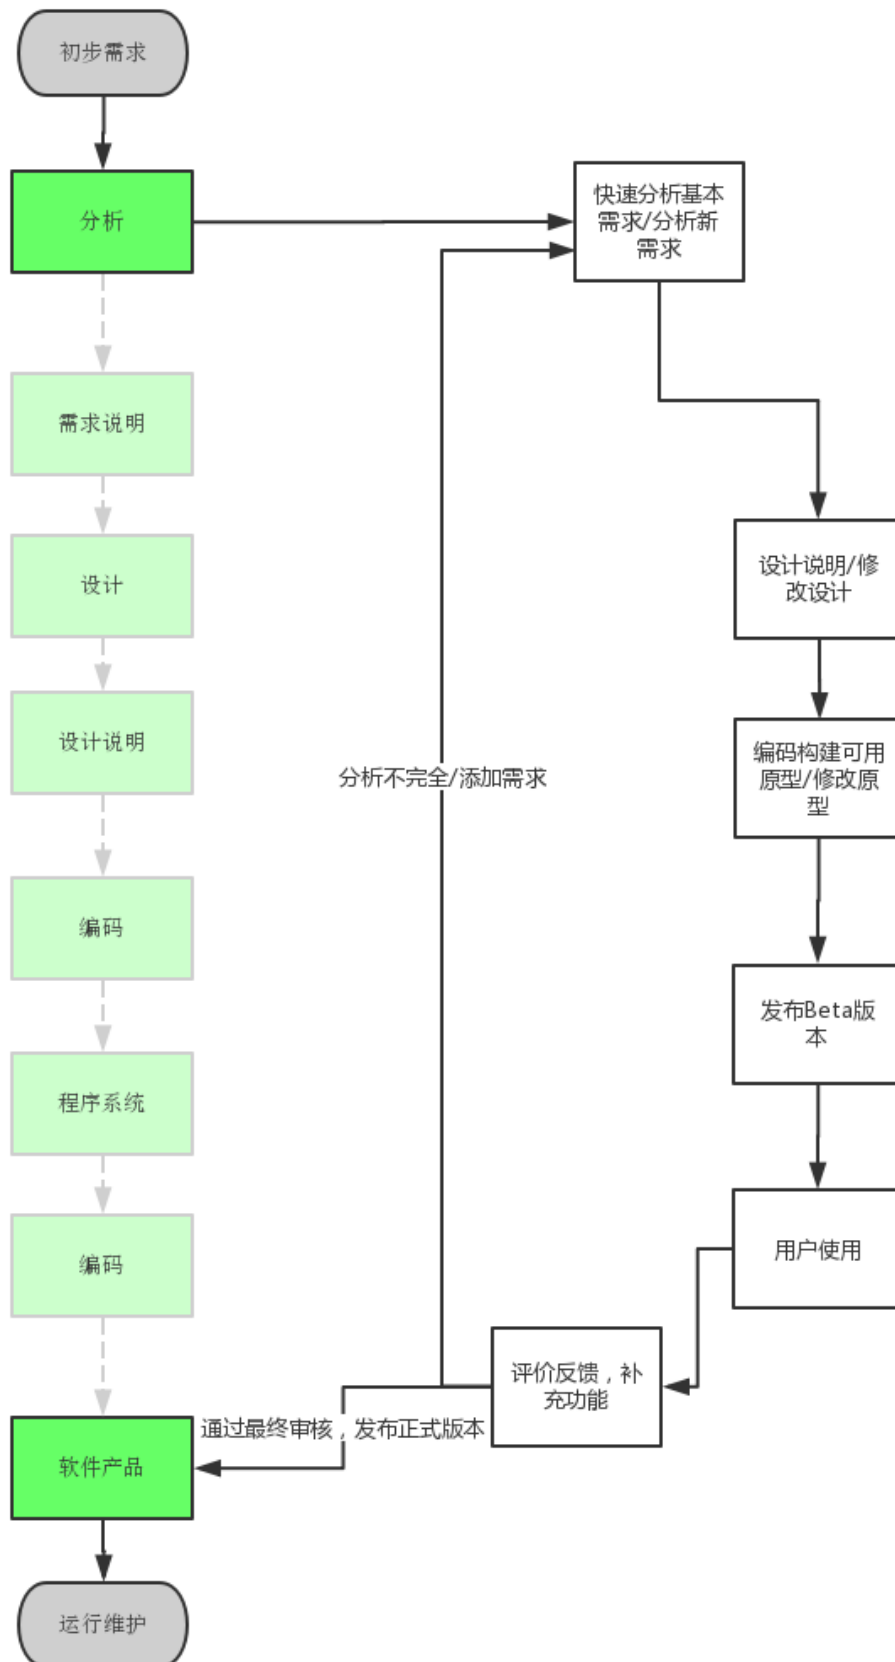 初步需求
分析
快速分析基本
需求/分析新
需求
需求说明
设计
设计说明/修
改设计
设计说明
编码构建可用
原型/修改原
型
分析不完全/添加需求
编码
发布Beta版
本
程序系统
用户使用
编码
评价反馈，补
充功能
通过最终审核，发布正式版本
软件产品
运行维护